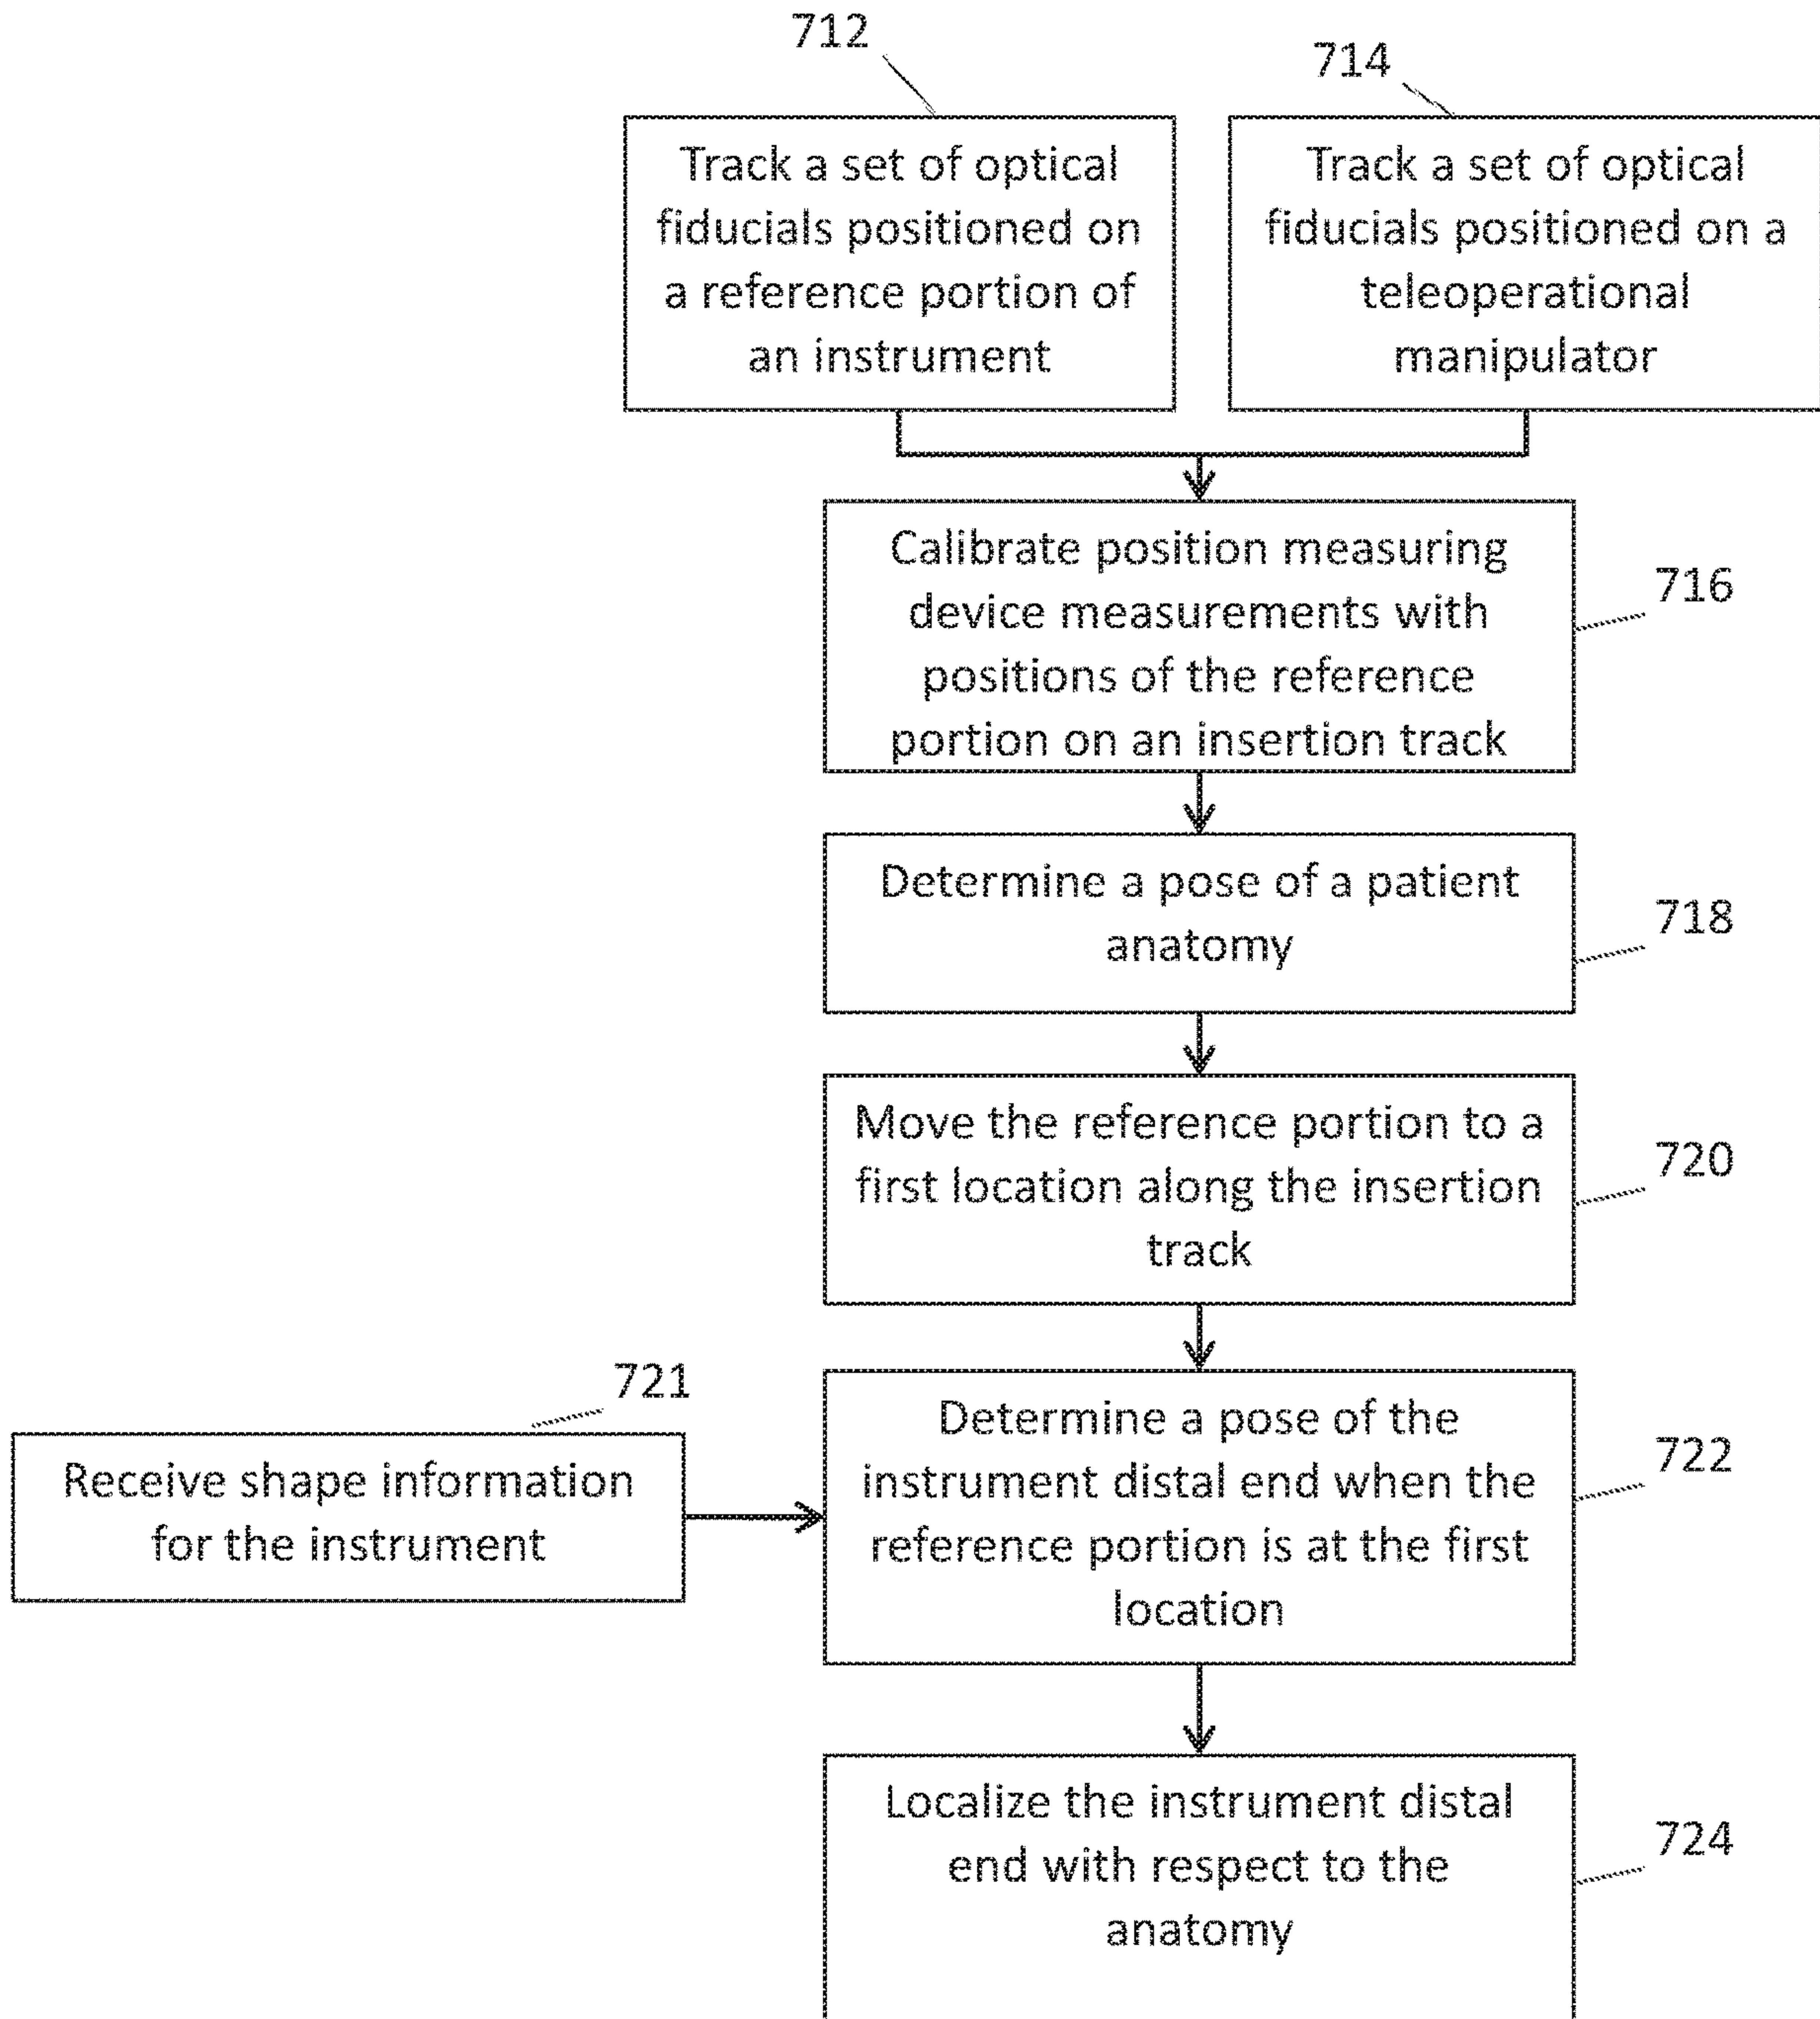 712
714
Track a set of optical
fiducials positioned on
a reference portion of
an instrument
Track a set of optical
fiducials positioned on a
teleoperational
manipulator
Calibrate position measuring
device measurements with
positions of the reference
portion on an insertion track
716
Determine a pose of a patient
anatomy
718
Move the reference portion to a
first location along the insertion
track
720
721
Receive shape information
for the instrument
Determine a pose of the
instrument distal end when the
reference portion is at the first
location
722
Localize the instrument distal
end with respect to the
anatomy
724